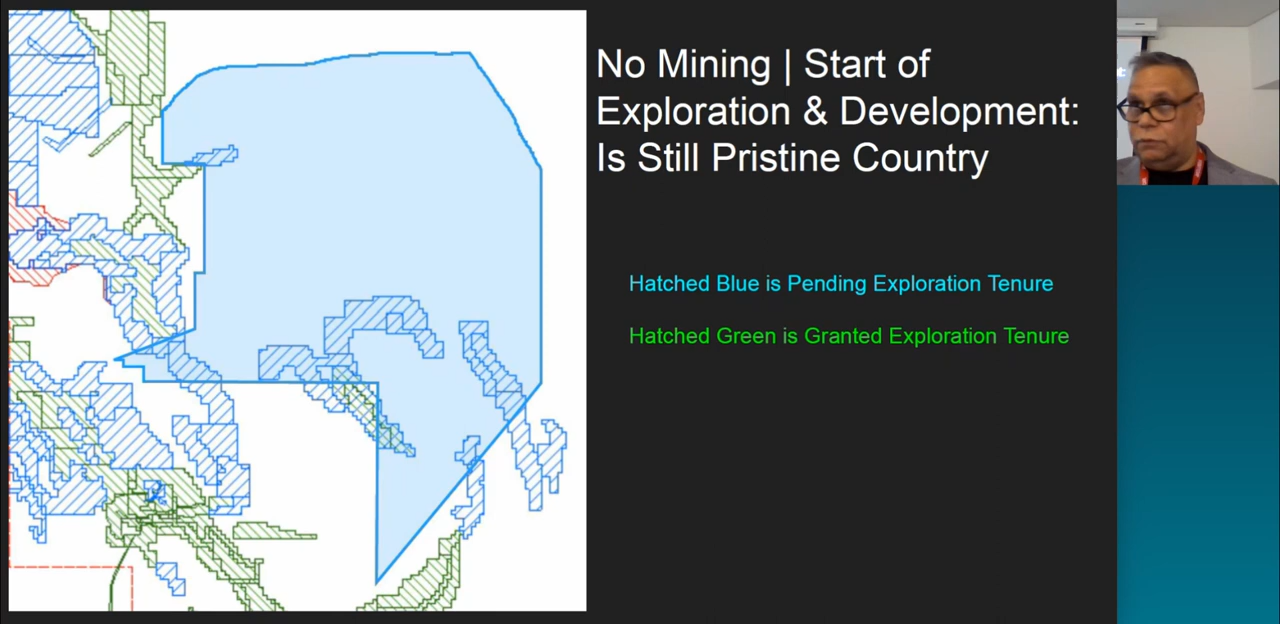 No Mining | Start of
Exploration & Development:
Is Still Pristine Country
Hatched Blue is Pending Exploration Tenure
Hatched Green is Granted Exploration Tenure